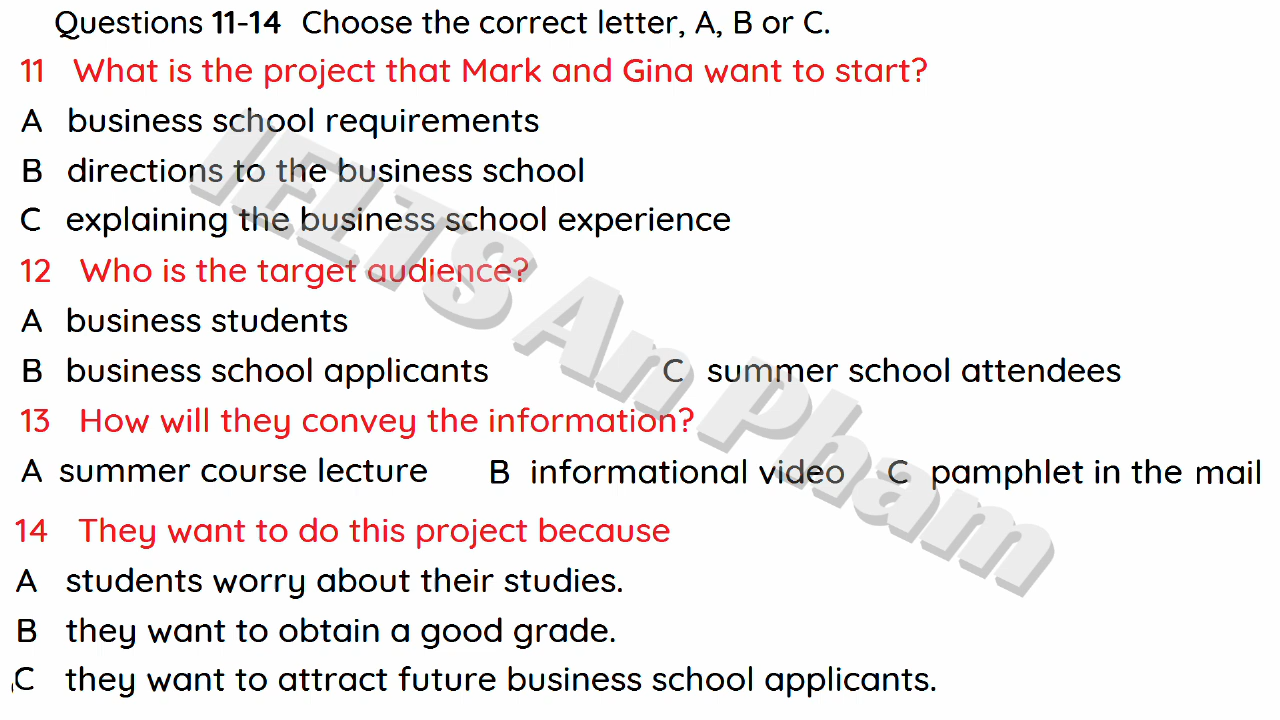 Questions 11-14 Choose the correct letter, A, B or C.
11 What is the project that Mark and Gina want to start?
A business school requirements
B directions to the business school
C explaining the business school experience
12 Who is the target audience?
A business students
B business school applicants C summer school attendees
13 How will they convey the information?
A summer course lecture B informational video C pamphlet in the mail
14 They want to do this project because
A students worry about their studies.
B they want to obtain a good grade.
C they want to attract future business school applicants.
IELTS An Pham